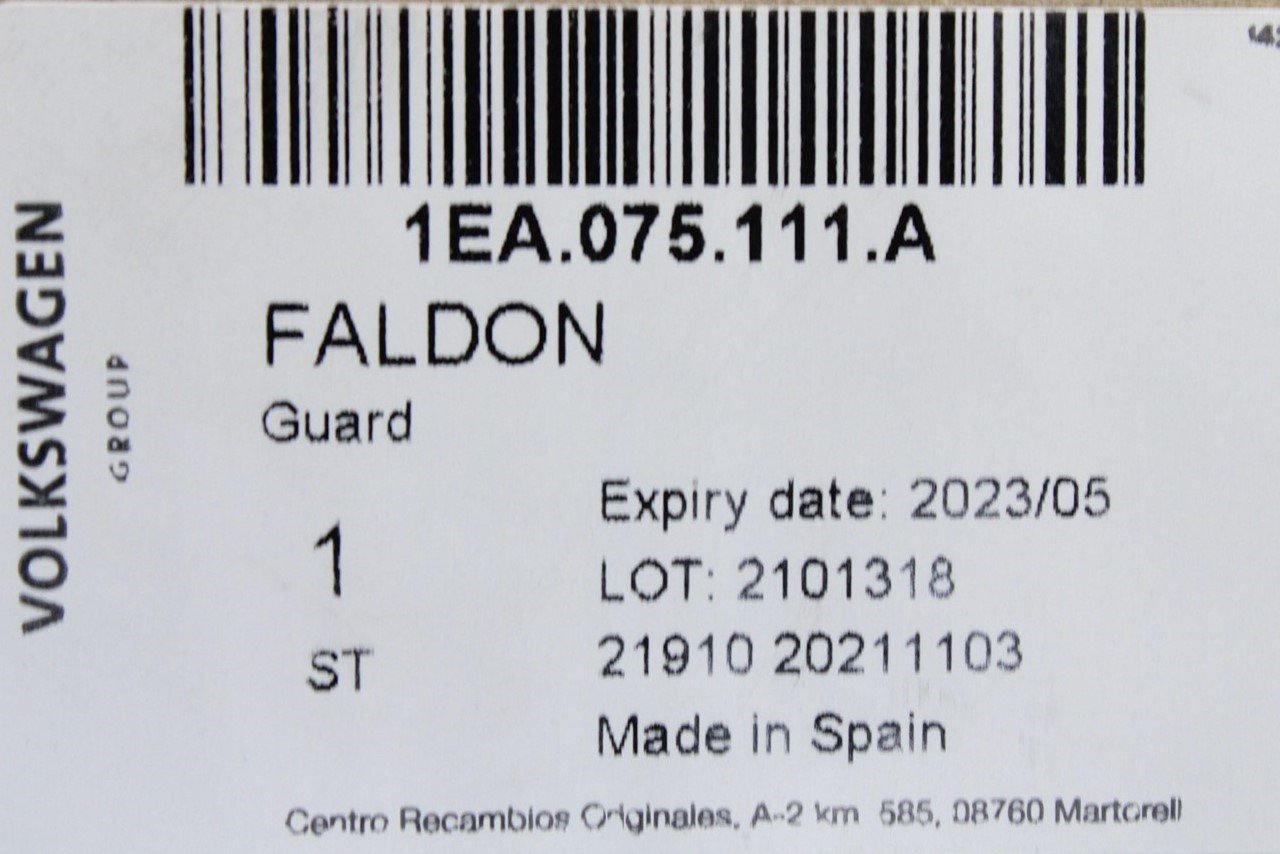 VOLKSWAGEN
GROUP
1EA.075.111.A
FALDON
Guard
1
ST
Expiry date: 2023/05
LOT: 2101318
21910 20211103
Made in Spain
Centro Recambios Originales, A-2 km 585, 08760 Martorell